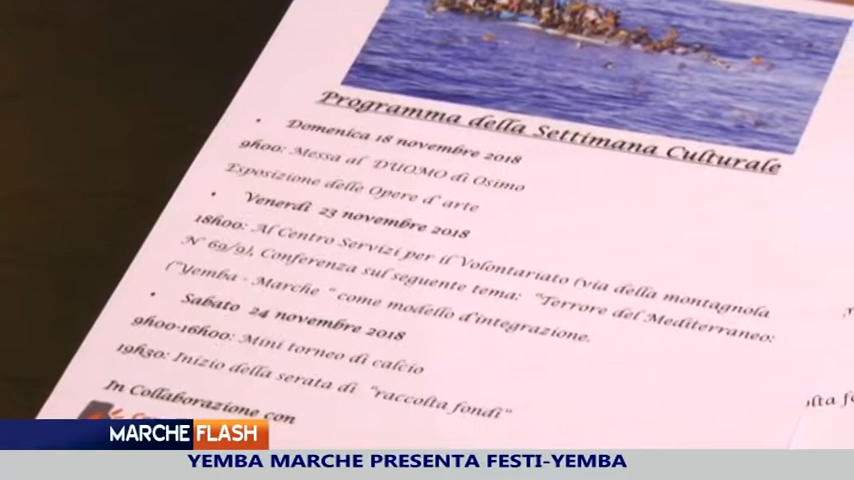 Programma della Settimana Culturale
• Domenica 18 novembre 2018
9h00: Messa al DUOMO di Osimo
Esposizione delle Opere d' arte
• Venerdì 23 novembre 2018
18h00: Al Centro Servizi per il Volontariato (via della montagnola
N° 69/9), Conferenza sul seguente tema: "Terrore del Mediterraneo:
("Yemba - Marche " come modello d'integrazione.
• Sabato 24 novembre 2018
9h00-16h00: Mini torneo di calcio
19h30: Inizio della serata di "raccolta fondi"
In Collaborazione con
MARCHE FLASH
YEMBA MARCHE PRESENTA FESTI-YEMBA